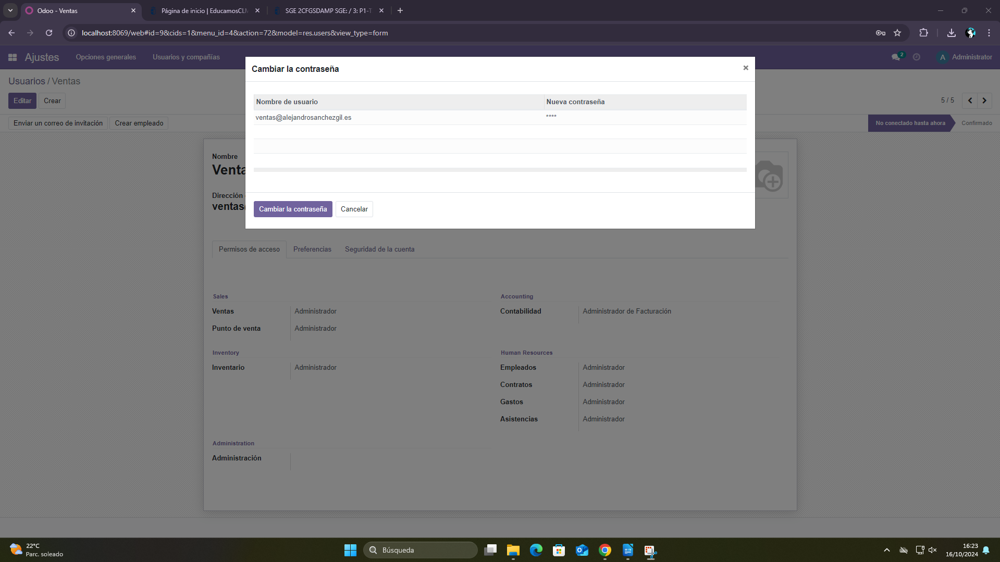 Odoo - Ventas
Página de inicio | EducamosCLM
SGE 2CFGSDAMP SGE: / 3: P1-T
localhost:8069/web#id=9&cids=1&menu_id=4&action=72&model=res.users&view_type=form
Ajustes
Opciones generales
Usuarios y compañías
2
A
Administrator
Usuarios / Ventas
Editar
Crear
5 / 5
Enviar un correo de invitación
Crear empleado
No conectado hasta ahora
Confirmado
Cambiar la contraseña
×
Nombre de usuario
Nueva contraseña
ventas@alejandrosanchezgil.es
****
Cambiar la contraseña
Cancelar
Nombre
Venta
Dirección
ventas@
Permisos de acceso
Preferencias
Seguridad de la cuenta
Sales
Ventas
Administrador
Punto de venta
Administrador
Accounting
Contabilidad
Administrador de Facturación
Inventory
Inventario
Administrador
Human Resources
Empleados
Administrador
Contratos
Administrador
Gastos
Administrador
Asistencias
Administrador
Administration
Administración
22°C
Parc. soleado
Búsqueda
16:23
16/10/2024